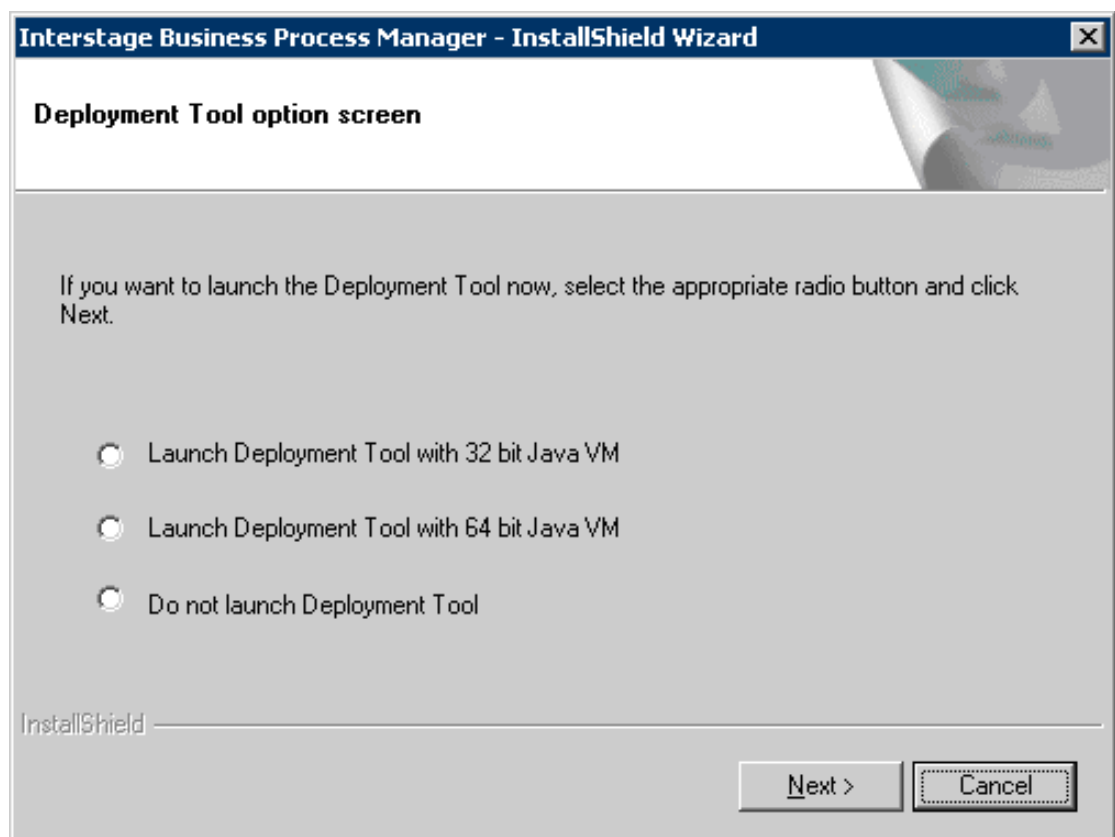 Interstage Business Process Manager - InstallShield Wizard
Deployment Tool option screen
If you want to launch the Deployment Tool now, select the appropriate radio button and click
Next.
Launch Deployment Tool with 32 bit Java VM
Launch Deployment Tool with 64 bit Java VM
Do not launch Deployment Tool
InstallShield
Next >
Cancel